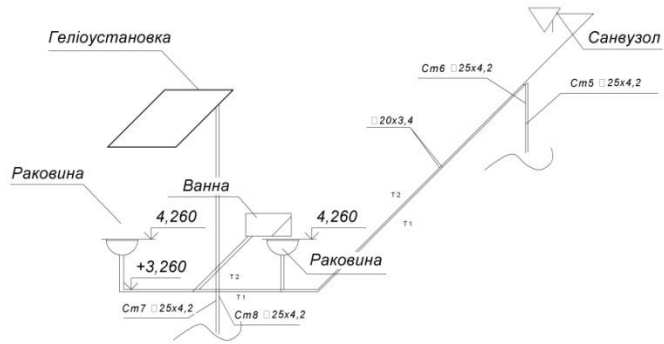 Геліоустановка
Санвузол
Ст6 □25х4,2
Ст5 □25х4,2
□20х3,4
Раковина
Ванна
Т2
4,260
4,260
Т1
Раковина
+3,260
Т2
Т1
Ст7 □25х4,2
Ст8 □25х4,2